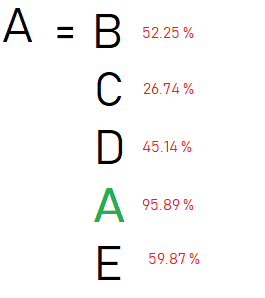 A = B 52.25 %
C 26.74 %
D 45.14 %
A 95.89 %
E 59.87 %